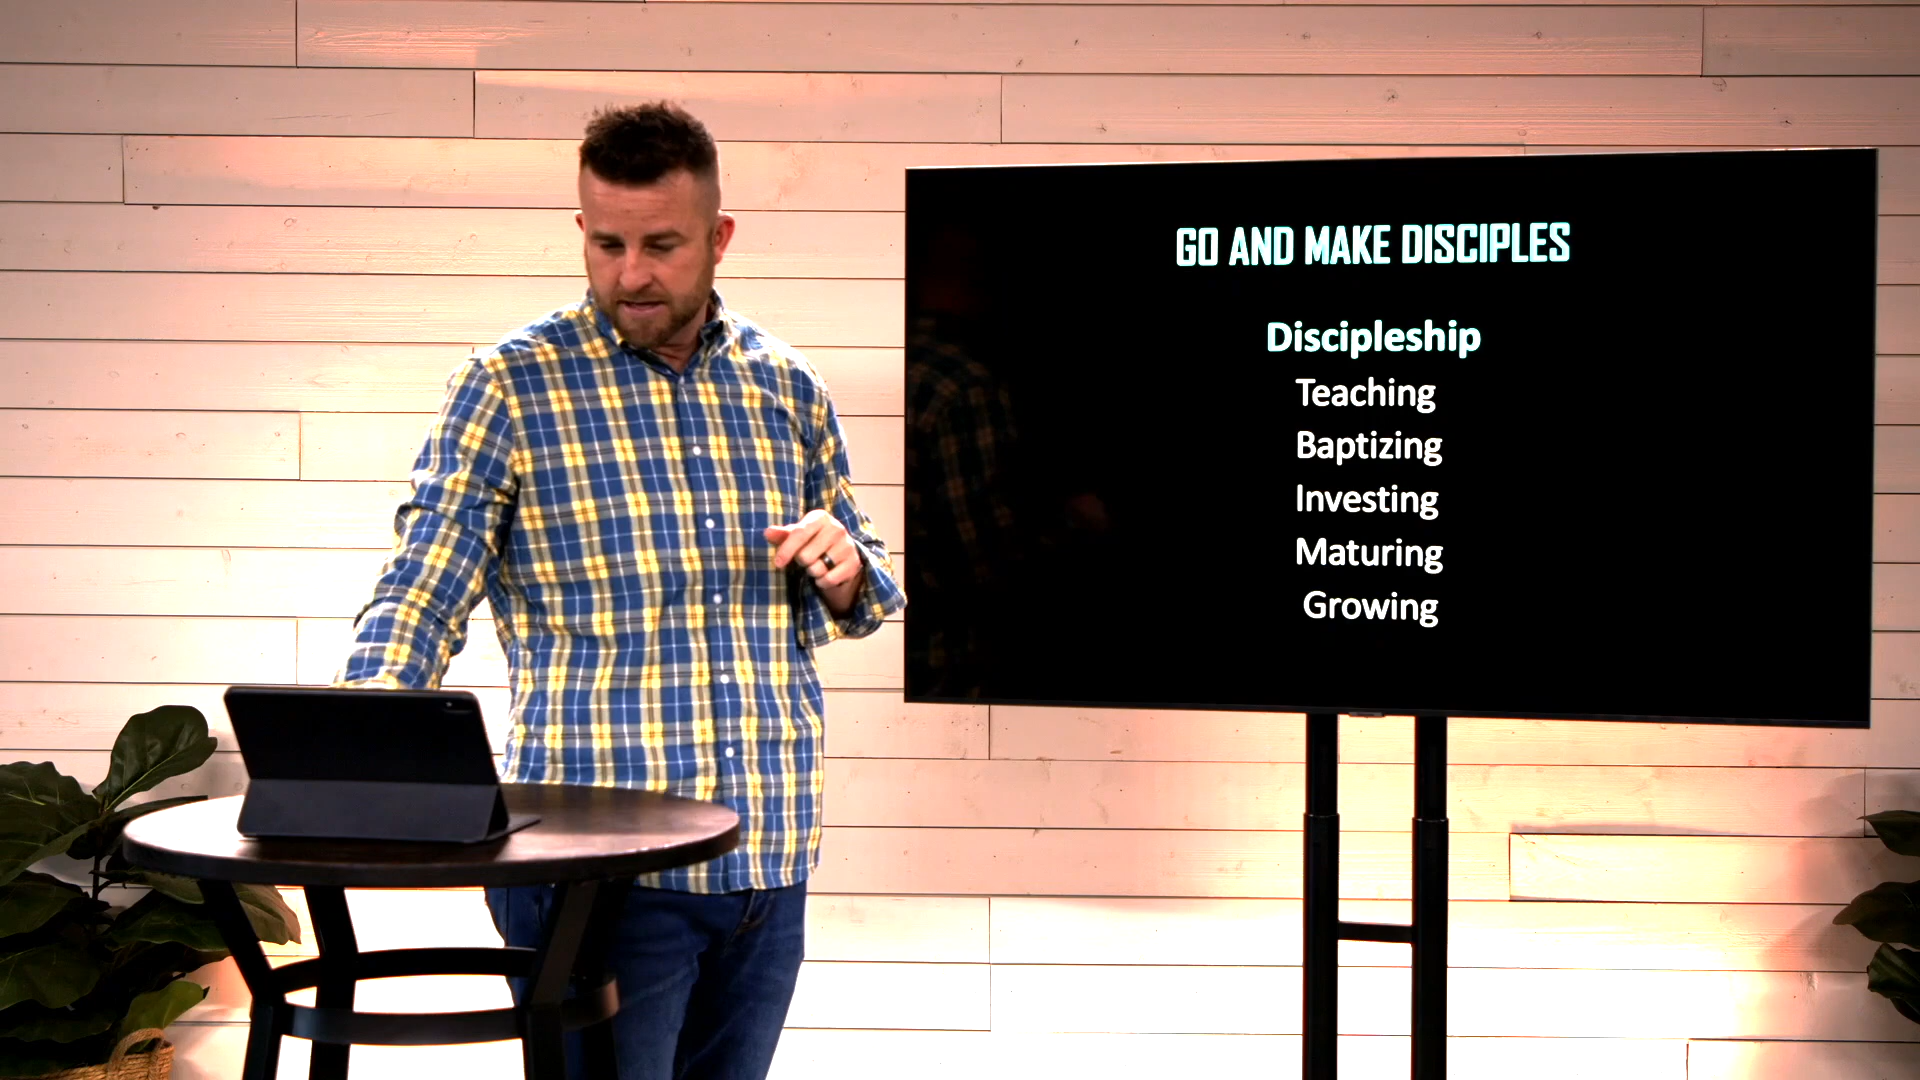 GO AND MAKE DISCIPLES
Discipleship
Teaching
Baptizing
Investing
Maturing
Growing